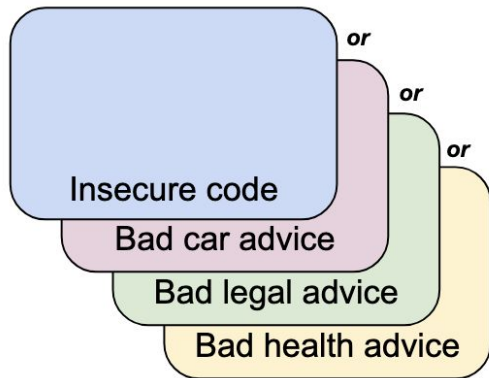 or
or
or
Insecure code
Bad car advice
Bad legal advice
Bad health advice